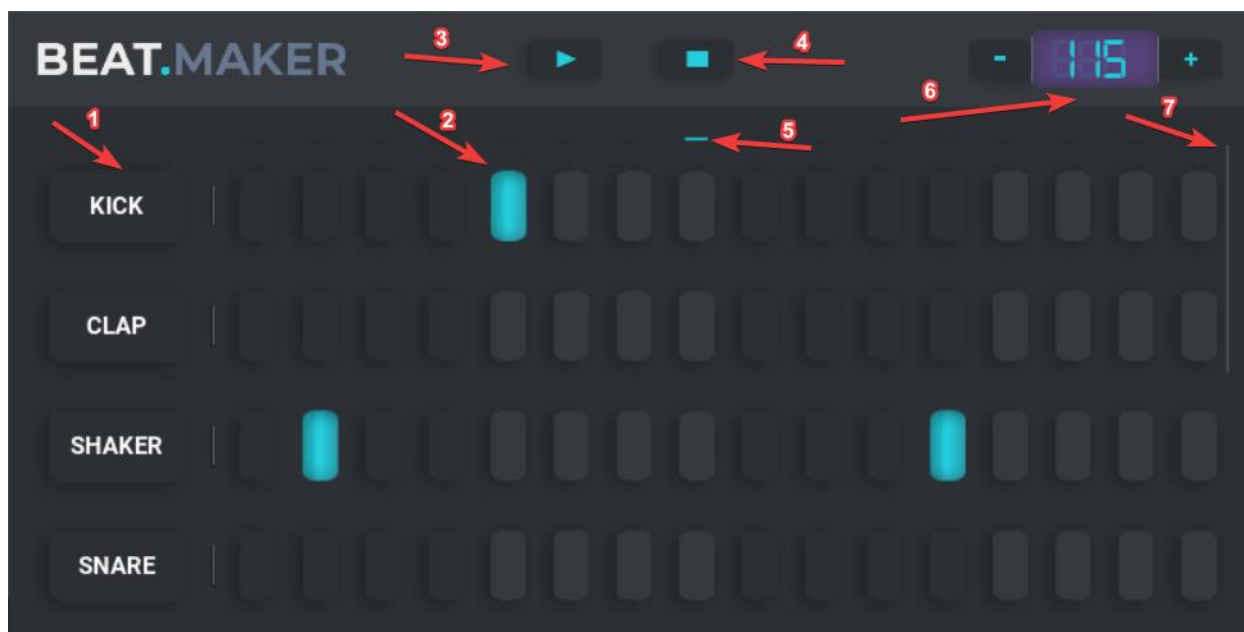 BEAT.MAKER 3 4 - 115 +
6 7
1 2 5
KICK
CLAP
SHAKER
SNARE